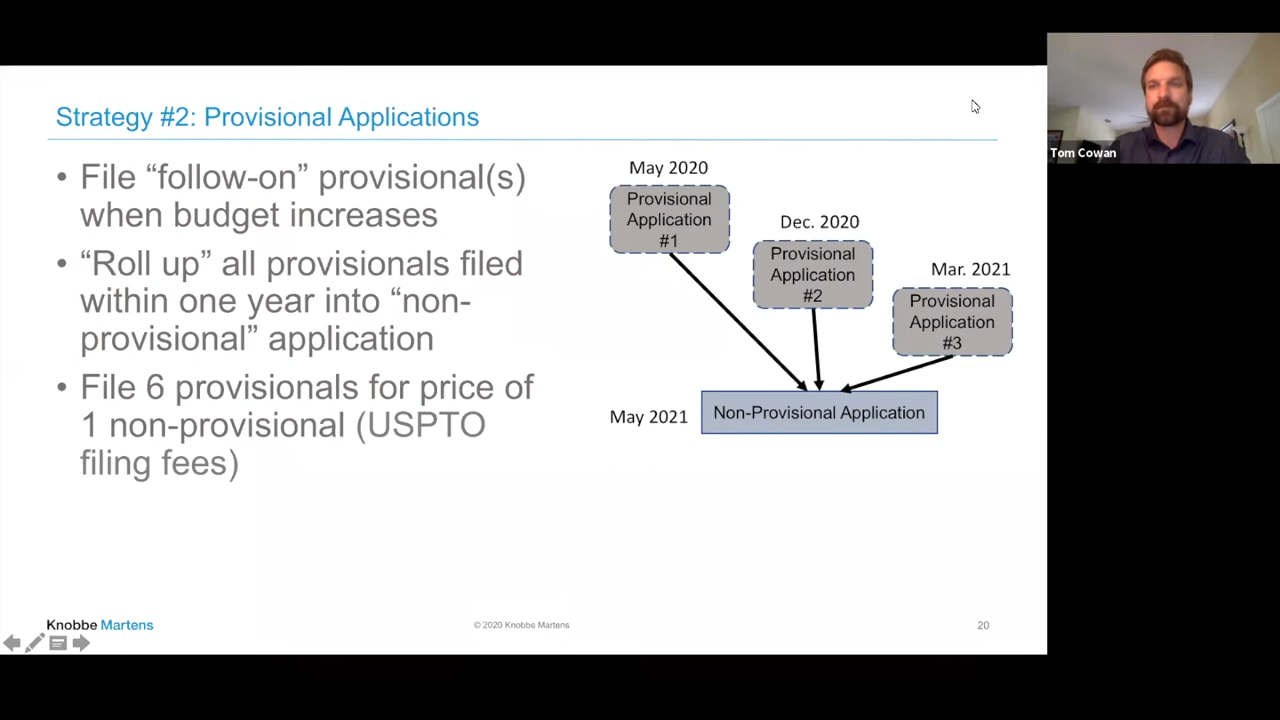 Strategy #2: Provisional Applications
• File “follow-on” provisional(s)
when budget increases
• “Roll up” all provisionals filed
within one year into “non-
provisional” application
• File 6 provisionals for price of
1 non-provisional (USPTO
filing fees)
May 2020
Provisional
Application
#1
Dec. 2020
Provisional
Application
#2
Mar. 2021
Provisional
Application
#3
May 2021
Non-Provisional Application
Knobbe Martens
© 2020 Knobbe Martens
20
Tom Cowan